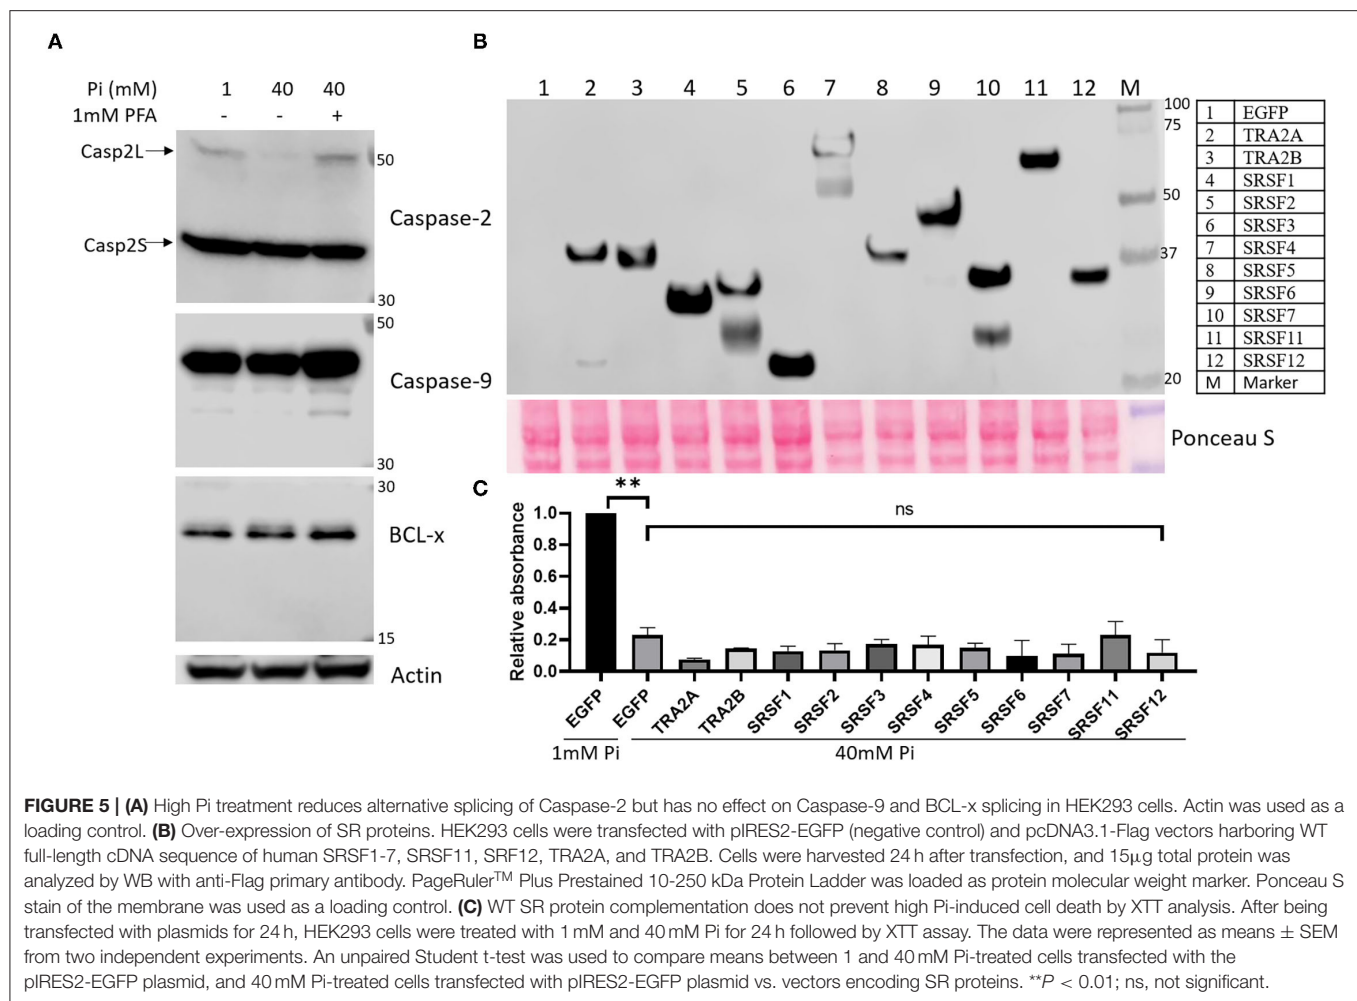 A
Pi (mM) 1 40 40
1mM PFA - - +
Casp2L
50
Caspase-2
Casp2S
30
50
Caspase-9
30
30
BCL-x
15
Actin
B
1 2 3 4 5 6 7 8 9 10 11 12 M
100
75
50
37
20
1 EGFP
2 TRA2A
3 TRA2B
4 SRSF1
5 SRSF2
6 SRSF3
7 SRSF4
8 SRSF5
9 SRSF6
10 SRSF7
11 SRSF11
12 SRSF12
M Marker
Ponceau S
C
Relative absorbance
1.0
0.8
0.6
0.4
0.2
0.0
**
ns
EGFP EGFP TRA2A TRA2B SRSF1 SRSF2 SRSF3 SRSF4 SRSF5 SRSF6 SRSF7 SRSF11 SRSF12
1mM Pi 40mM Pi
FIGURE 5 | (A) High Pi treatment reduces alternative splicing of Caspase-2 but has no effect on Caspase-9 and BCL-x splicing in HEK293 cells. Actin was used as a
loading control. (B) Over-expression of SR proteins. HEK293 cells were transfected with pIRES2-EGFP (negative control) and pcDNA3.1-Flag vectors harboring WT
full-length cDNA sequence of human SRSF1-7, SRSF11, SRF12, TRA2A, and TRA2B. Cells were harvested 24 h after transfection, and 15μg total protein was
analyzed by WB with anti-Flag primary antibody. PageRuler™ Plus Prestained 10-250 kDa Protein Ladder was loaded as protein molecular weight marker. Ponceau S
stain of the membrane was used as a loading control. (C) WT SR protein complementation does not prevent high Pi-induced cell death by XTT analysis. After being
transfected with plasmids for 24 h, HEK293 cells were treated with 1 mM and 40 mM Pi for 24 h followed by XTT assay. The data were represented as means ± SEM
from two independent experiments. An unpaired Student t-test was used to compare means between 1 and 40 mM Pi-treated cells transfected with the
pIRES2-EGFP plasmid, and 40 mM Pi-treated cells transfected with pIRES2-EGFP plasmid vs. vectors encoding SR proteins. **P < 0.01; ns, not significant.